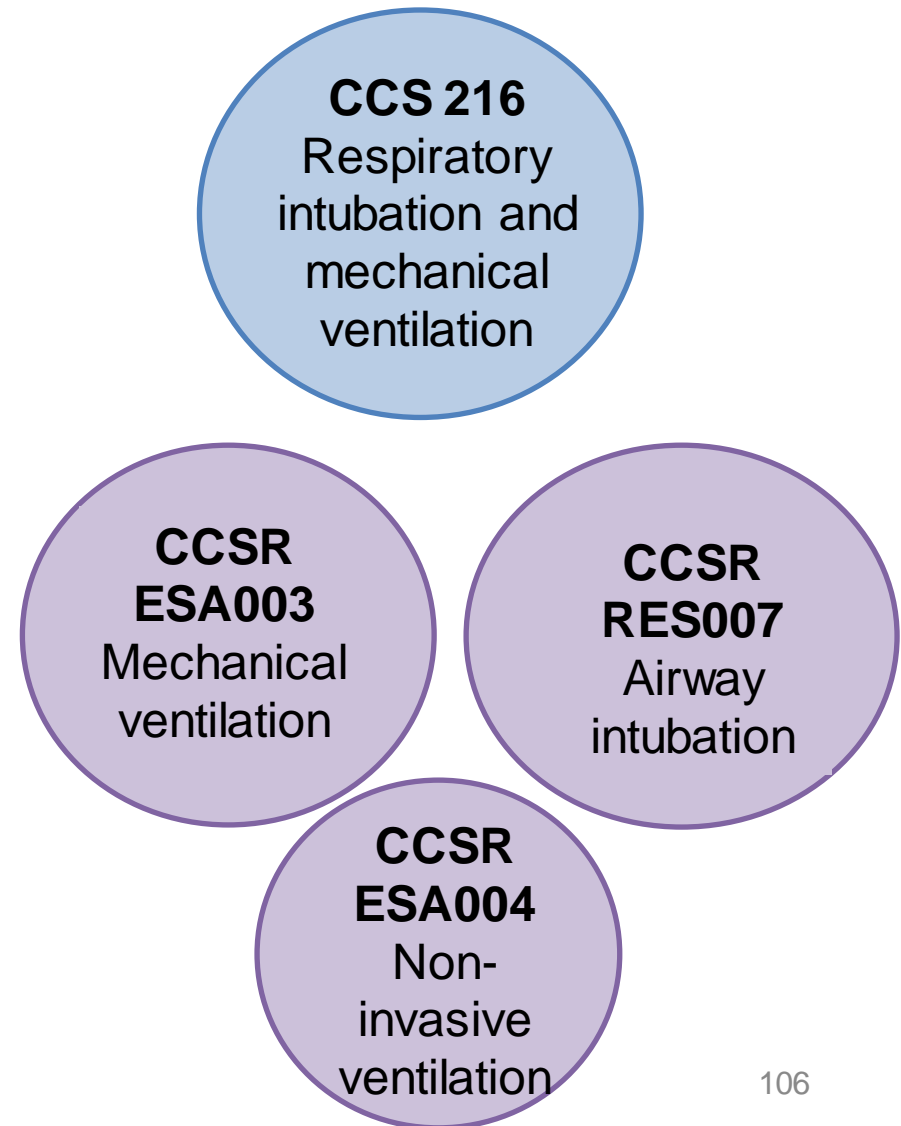 CCS 216
Respiratory
intubation and
mechanical
ventilation
CCSR
ESA003
Mechanical
ventilation
CCSR
RES007
Airway
intubation
CCSR
ESA004
Non-
invasive
ventilation
106